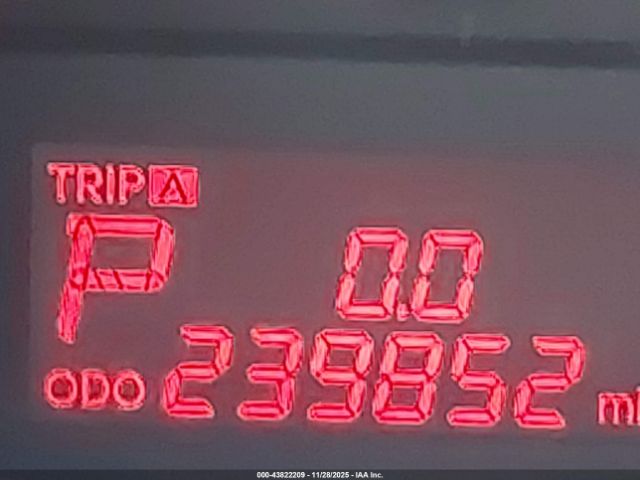 TRIP A
P 0.0
ODO 239852 mi
000-43822209 - 11/28/2025 - IAA Inc.